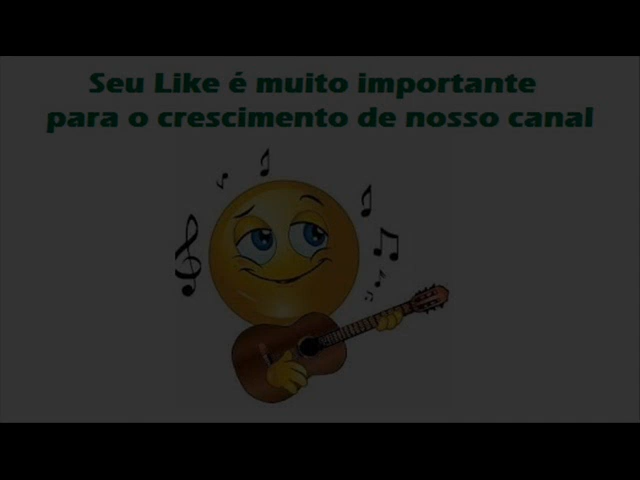 Seu Like é muito importante
para o crescimento de nosso canal